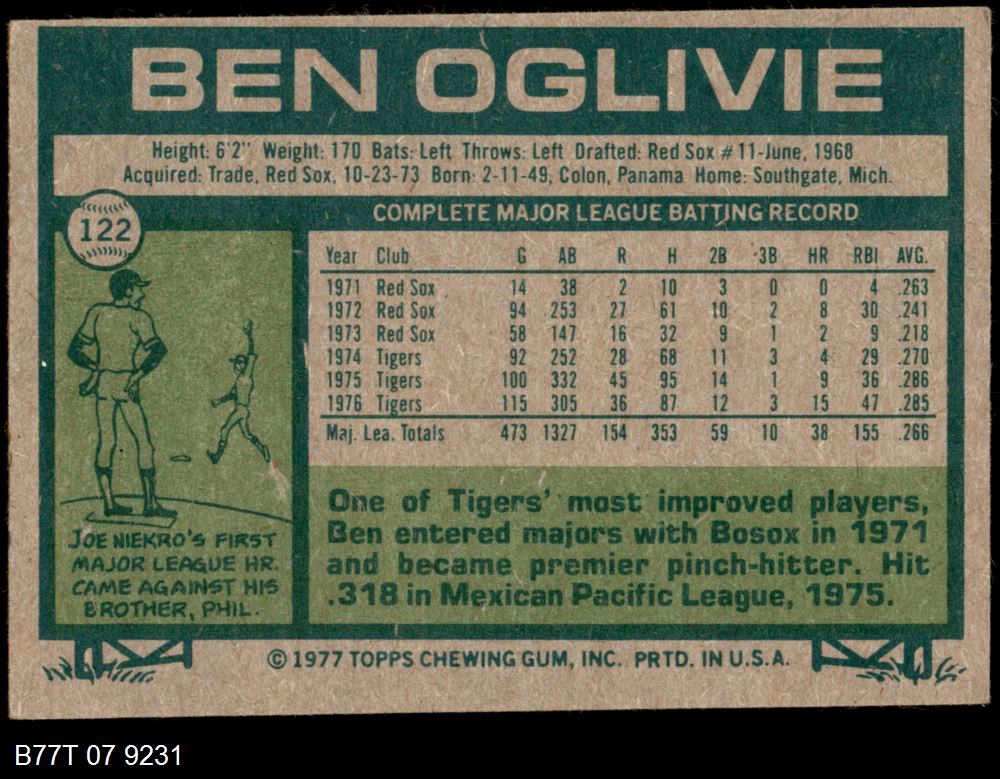 BEN OGLIVIE
Height: 6'2" Weight: 170 Bats: Left Throws: Left Drafted: Red Sox #11-June, 1968
Acquired: Trade, Red Sox, 10-23-73 Born: 2-11-49, Colon, Panama Home: Southgate, Mich.
122
COMPLETE MAJOR LEAGUE BATTING RECORD
Year Club G AB R H 2B 3B HR RBI AVG.
1971 Red Sox 14 38 2 10 3 0 0 4 .263
1972 Red Sox 94 253 27 61 10 2 8 30 .241
1973 Red Sox 58 147 16 32 9 1 2 9 .218
1974 Tigers 92 252 28 68 11 3 4 29 .270
1975 Tigers 100 332 45 95 14 1 9 36 .286
1976 Tigers 115 305 36 87 12 3 15 47 .285
Maj. Lea. Totals 473 1327 154 353 59 10 38 155 .266
JOE NIEKRO'S FIRST
MAJOR LEAGUE HR.
CAME AGAINST HIS
BROTHER, PHIL.
One of Tigers' most improved players,
Ben entered majors with Bosox in 1971
and became premier pinch-hitter. Hit
.318 in Mexican Pacific League, 1975.
© 1977 TOPPS CHEWING GUM, INC. PRTD. IN U.S.A.
B77T 07 9231